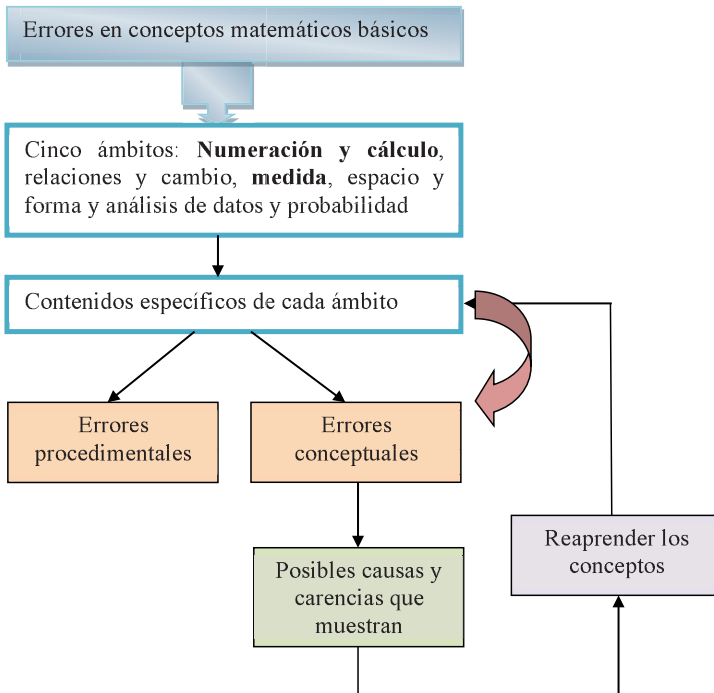 Errores en conceptos matemáticos básicos
Cinco ámbitos: Numeración y cálculo,
relaciones y cambio, medida, espacio y
forma y análisis de datos y probabilidad
Contenidos específicos de cada ámbito
Errores
procedimentales
Errores
conceptuales
Posibles causas y
carencias que
muestran
Reaprender los
conceptos